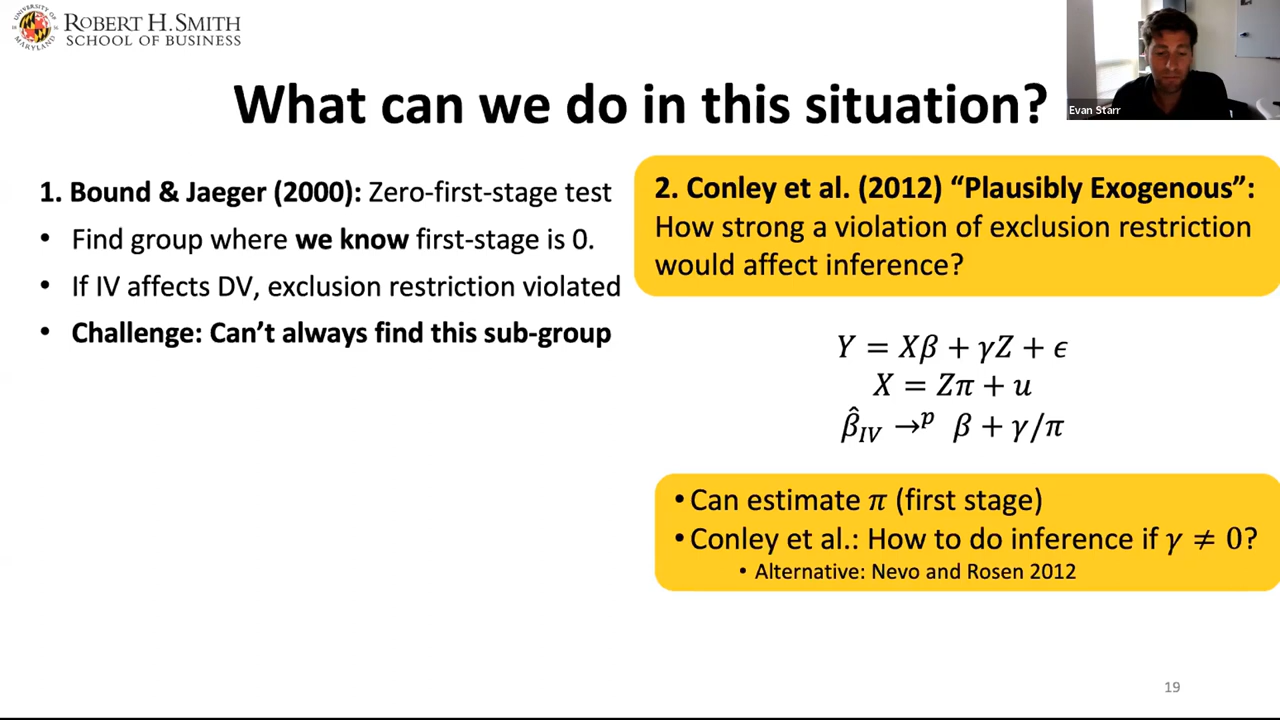 UNIVERSITY OF MARYLAND
ROBERT H. SMITH
SCHOOL OF BUSINESS
Evan Starr
What can we do in this situation?
1. Bound & Jaeger (2000): Zero-first-stage test
• Find group where we know first-stage is 0.
• If IV affects DV, exclusion restriction violated
• Challenge: Can’t always find this sub-group
2. Conley et al. (2012) “Plausibly Exogenous”:
How strong a violation of exclusion restriction
would affect inference?
Y = Xβ + γZ + ϵ
X = Zπ + u
β̂_IV →^p β + γ/π
• Can estimate π (first stage)
• Conley et al.: How to do inference if γ ≠ 0?
• Alternative: Nevo and Rosen 2012
19